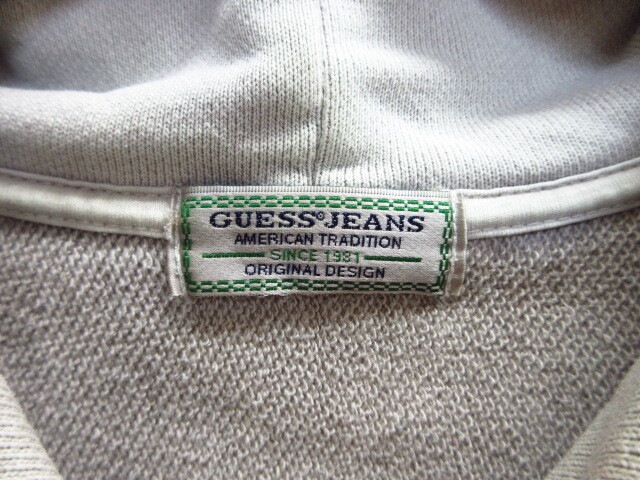 GUESS® JEANS
AMERICAN TRADITION
SINCE 1981
ORIGINAL DESIGN